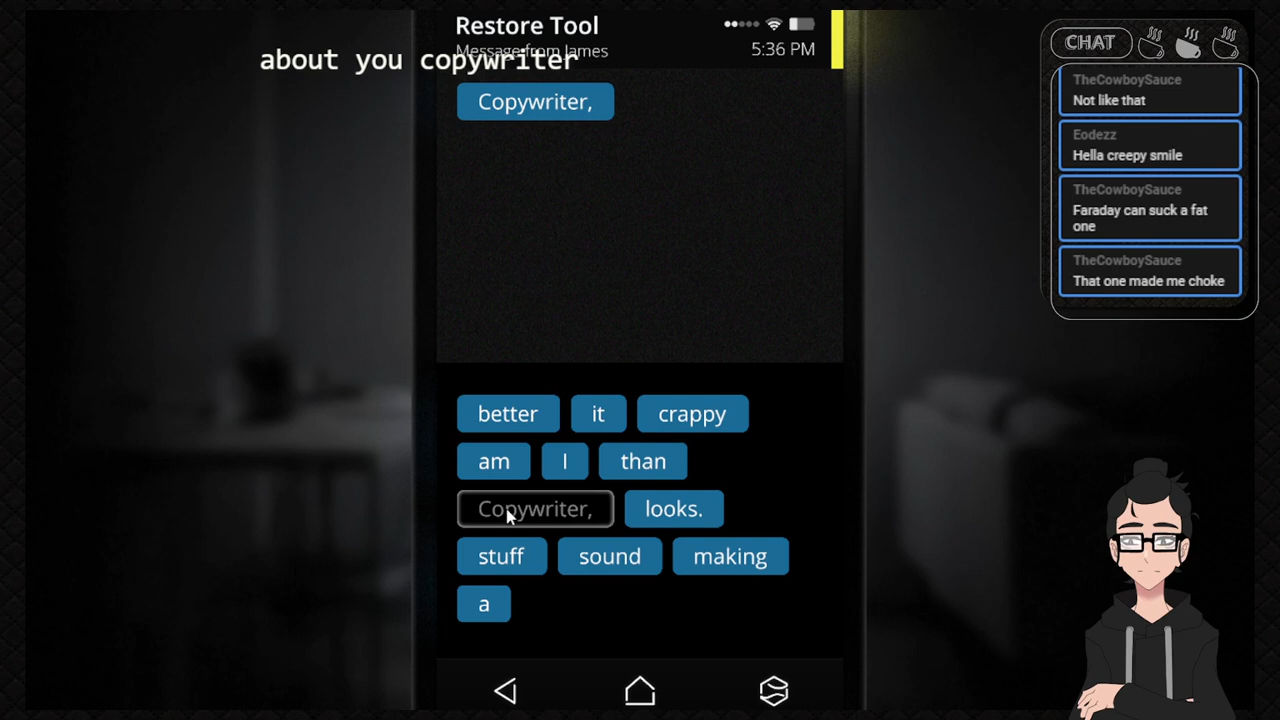 Restore Tool
Message from James
5:36 PM
about you copywriter
Copywriter,
better it crappy
am I than
Copywriter, looks.
stuff sound making
a
CHAT
TheCowboySauce
Not like that
Eodezz
Hella creepy smile
TheCowboySauce
Faraday can suck a fat
one
TheCowboySauce
That one made me choke